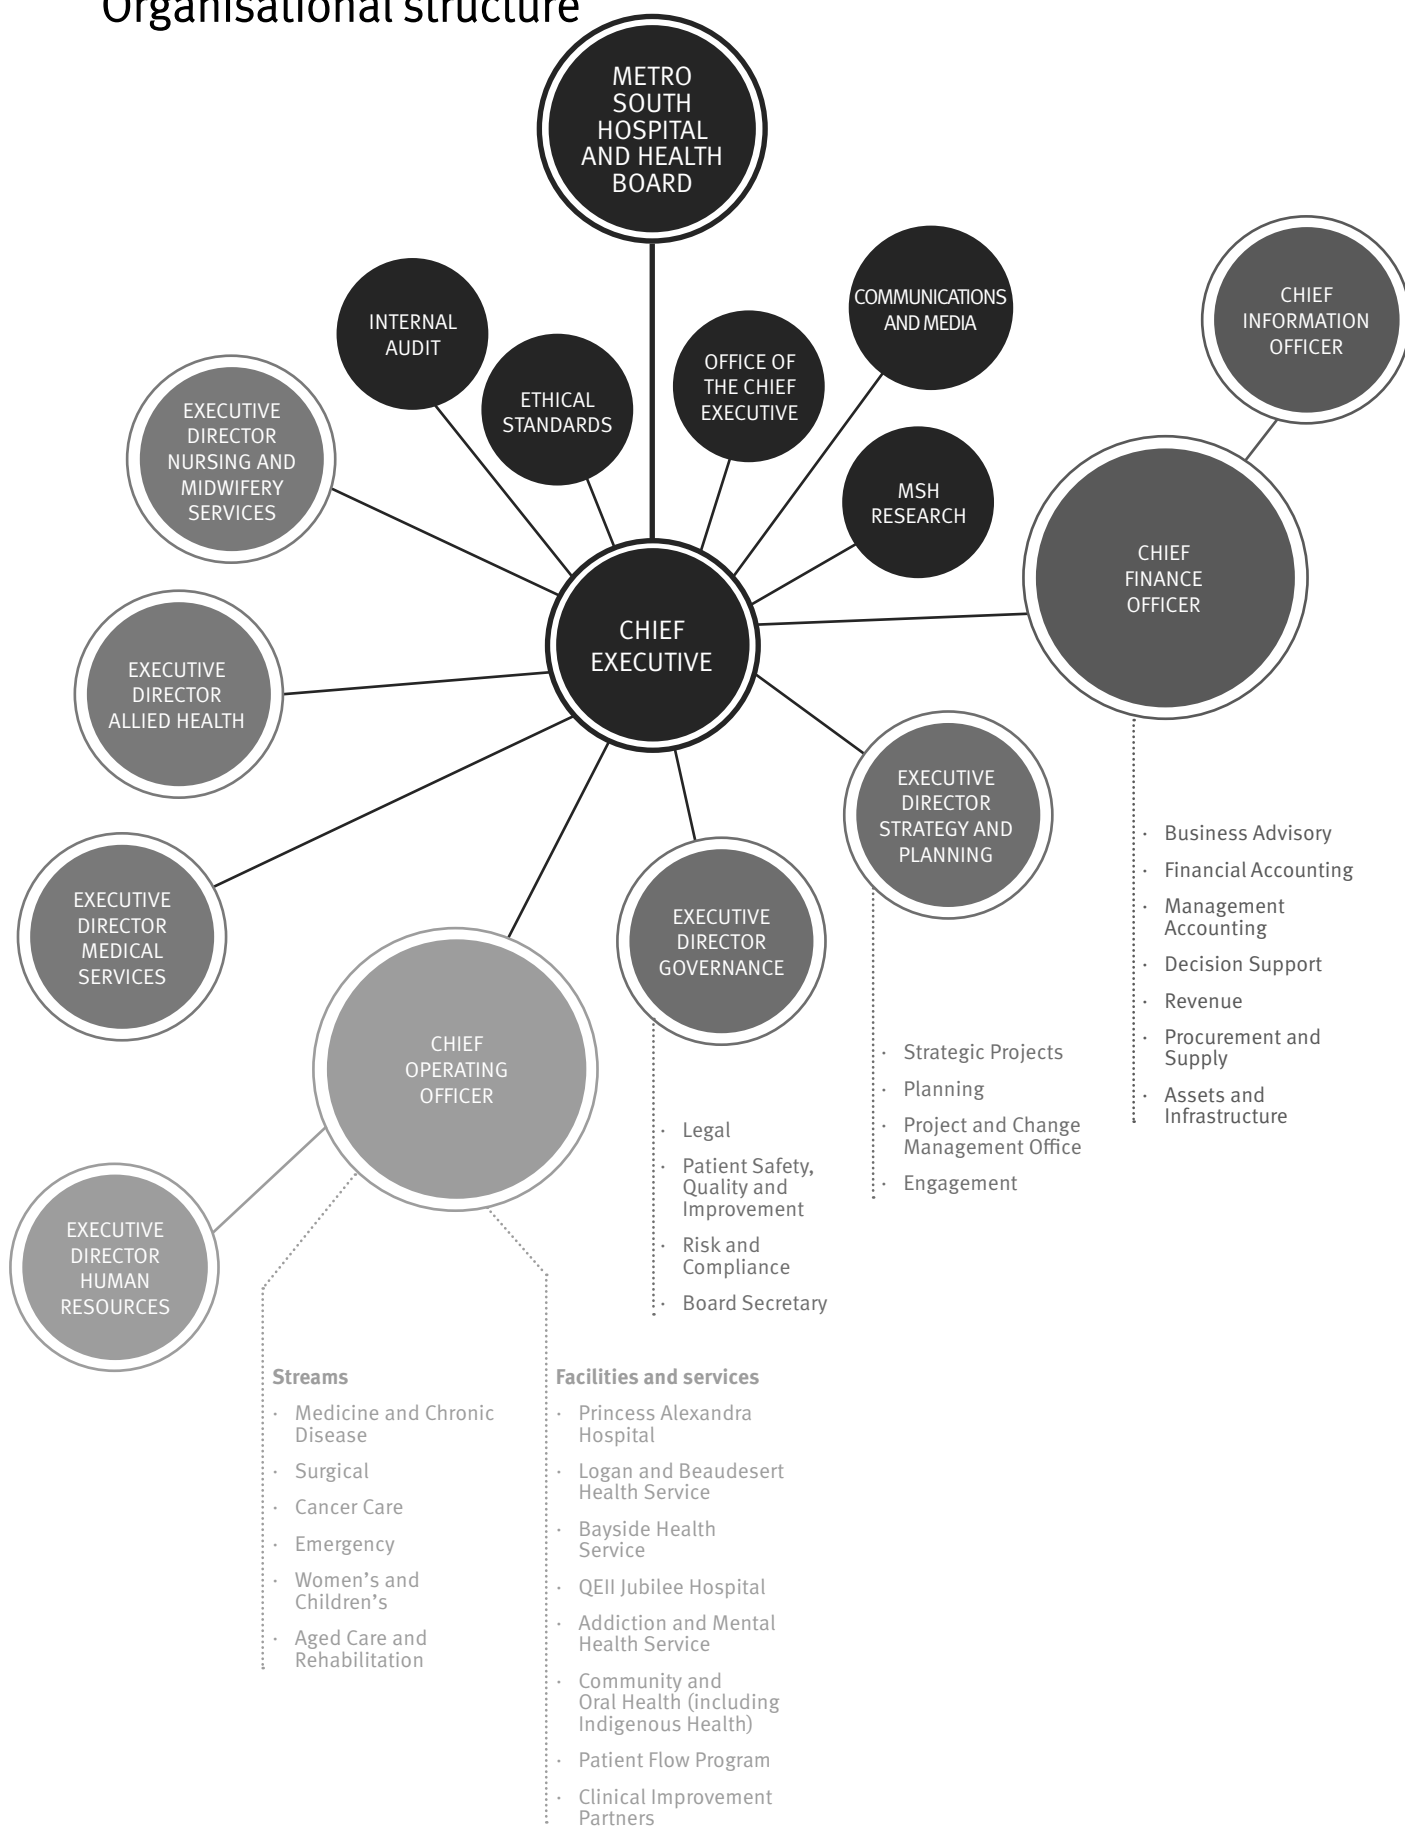 Organisational structure
METRO
SOUTH
HOSPITAL
AND HEALTH
BOARD
INTERNAL
AUDIT
ETHICAL
STANDARDS
OFFICE OF
THE CHIEF
EXECUTIVE
COMMUNICATIONS
AND MEDIA
MSH
RESEARCH
CHIEF
INFORMATION
OFFICER
CHIEF
FINANCE
OFFICER
EXECUTIVE
DIRECTOR
NURSING AND
MIDWIFERY
SERVICES
CHIEF
EXECUTIVE
EXECUTIVE
DIRECTOR
ALLIED HEALTH
EXECUTIVE
DIRECTOR
MEDICAL
SERVICES
EXECUTIVE
DIRECTOR
STRATEGY AND
PLANNING
EXECUTIVE
DIRECTOR
GOVERNANCE
CHIEF
OPERATING
OFFICER
EXECUTIVE
DIRECTOR
HUMAN
RESOURCES
· Business Advisory
· Financial Accounting
· Management
Accounting
· Decision Support
· Revenue
· Procurement and
Supply
· Assets and
Infrastructure
· Strategic Projects
· Planning
· Project and Change
Management Office
· Engagement
· Legal
· Patient Safety,
Quality and
Improvement
· Risk and
Compliance
· Board Secretary
Streams
· Medicine and Chronic
Disease
· Surgical
· Cancer Care
· Emergency
· Women’s and
Children’s
· Aged Care and
Rehabilitation
Facilities and services
· Princess Alexandra
Hospital
· Logan and Beaudesert
Health Service
· Bayside Health
Service
· QEII Jubilee Hospital
· Addiction and Mental
Health Service
· Community and
Oral Health (including
Indigenous Health)
· Patient Flow Program
· Clinical Improvement
Partners